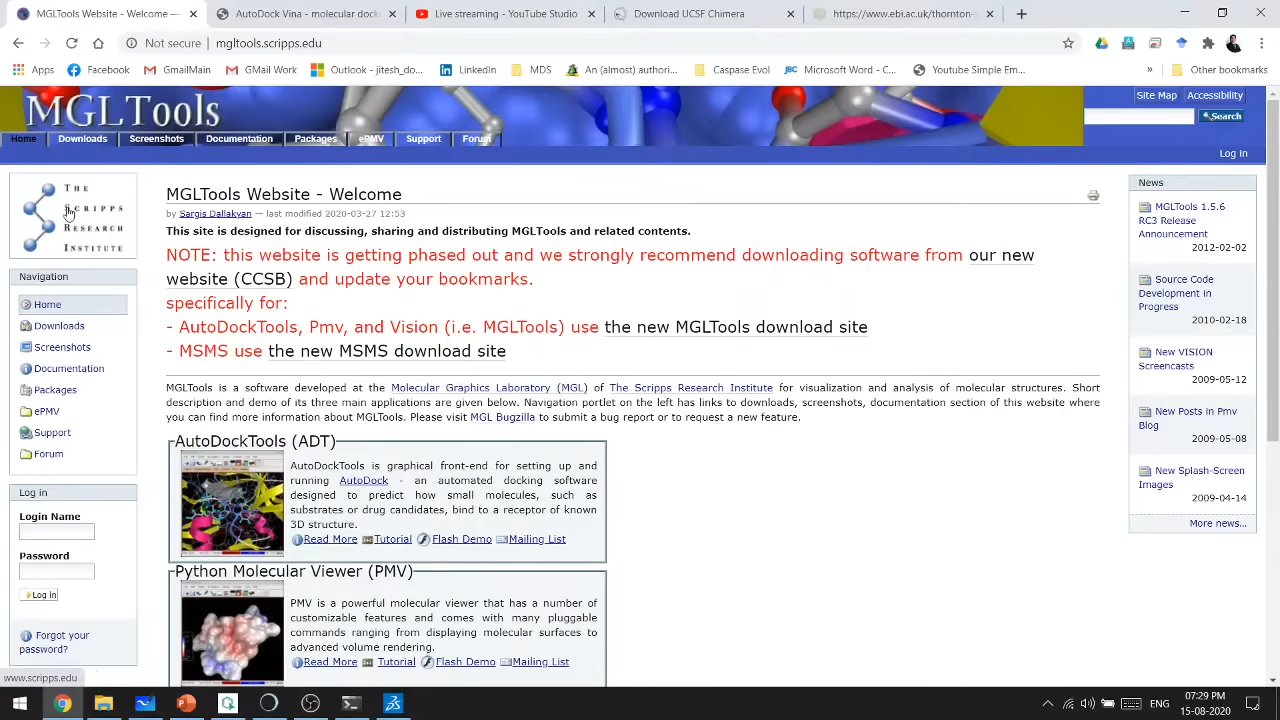 MGLTools Website - Welcome
AutoDock Vina - molecular dock
Live streaming - YouTube Studio
Download UCSF Chimera
https://www.ebi.ac.uk/thornton-
Not secure | mgltools.scripps.edu
Apps
Facebook
GmailMain
GMail Work
Outlook - jitesh_do...
LinkedIn
MDS
An (almost) authori...
Caspase Evol
JBC Microsoft Word - C...
Youtube Simple Em...
»
Other bookmarks
MGLTools
Site Map
Accessibility
Search
Home
Downloads
Screenshots
Documentation
Packages
ePMV
Support
Forum
Log in
THE
SCRIPPS
RESEARCH
INSTITUTE
Navigation
Home
Downloads
Screenshots
Documentation
Packages
ePMV
Support
Forum
Log in
Login Name
Password
Log in
Forgot your
password?
MGLTools Website - Welcome
by Sargis Dallakyan — last modified 2020-03-27 12:53
This site is designed for discussing, sharing and distributing MGLTools and related contents.
NOTE: this website is getting phased out and we strongly recommend downloading software from our new
website (CCSB) and update your bookmarks.
specifically for:
- AutoDockTools, Pmv, and Vision (i.e. MGLTools) use the new MGLTools download site
- MSMS use the new MSMS download site
MGLTools is a software developed at the Molecular Graphics Laboratory (MGL) of The Scripps Research Institute for visualization and analysis of molecular structures. Short
description and demo of its three main applications are given below. Navigation portlet on the left has links to downloads, screenshots, documentation section of this website where
you can find more information about MGLTools. Please visit MGL Bugzilla to submit a bug report or to request a new feature.
AutoDockTools (ADT)
AutoDockTools is graphical front-end for setting up and
running AutoDock - an automated docking software
designed to predict how small molecules, such as
substrates or drug candidates, bind to a receptor of known
3D structure.
Read More Tutorial Flash Demo Mailing List
Python Molecular Viewer (PMV)
PMV is a powerful molecular viewer that has a number of
customizable features and comes with many pluggable
commands ranging from displaying molecular surfaces to
advanced volume rendering.
Read More Tutorial Flash Demo Mailing List
News
MGLTools 1.5.6
RC3 Release
Announcement
2012-02-02
Source Code
Development in
Progress
2010-02-18
New VISION
Screencasts
2009-05-12
New Posts in Pmv
Blog
2009-05-08
New Splash-Screen
Images
2009-04-14
More news...
www.scripps.edu
ENG
07:29 PM
15-08-2020